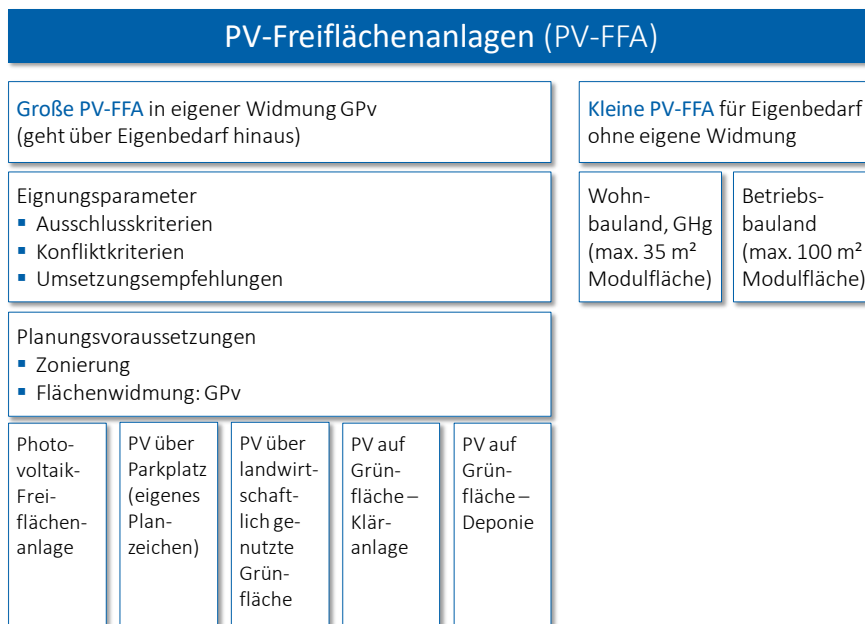 PV-Freiflächenanlagen (PV-FFA)
Große PV-FFA in eigener Widmung GPv
(geht über Eigenbedarf hinaus)
Kleine PV-FFA für Eigenbedarf
ohne eigene Widmung
Eignungsparameter
▪ Ausschlusskriterien
▪ Konfliktkriterien
▪ Umsetzungsempfehlungen
Wohn-
bauland, GHg
(max. 35 m²
Modulfläche)
Betriebs-
bauland
(max. 100 m²
Modulfläche)
Planungsvoraussetzungen
▪ Zonierung
▪ Flächenwidmung: GPv
Photo-
voltaik-
Frei-
flächen-
anlage
PV über
Parkplatz
(eigenes
Plan-
zeichen)
PV über
landwirt-
schaft-
lich ge-
nutzte
Grün-
fläche
PV auf
Grün-
fläche –
Klär-
anlage
PV auf
Grün-
fläche –
Deponie